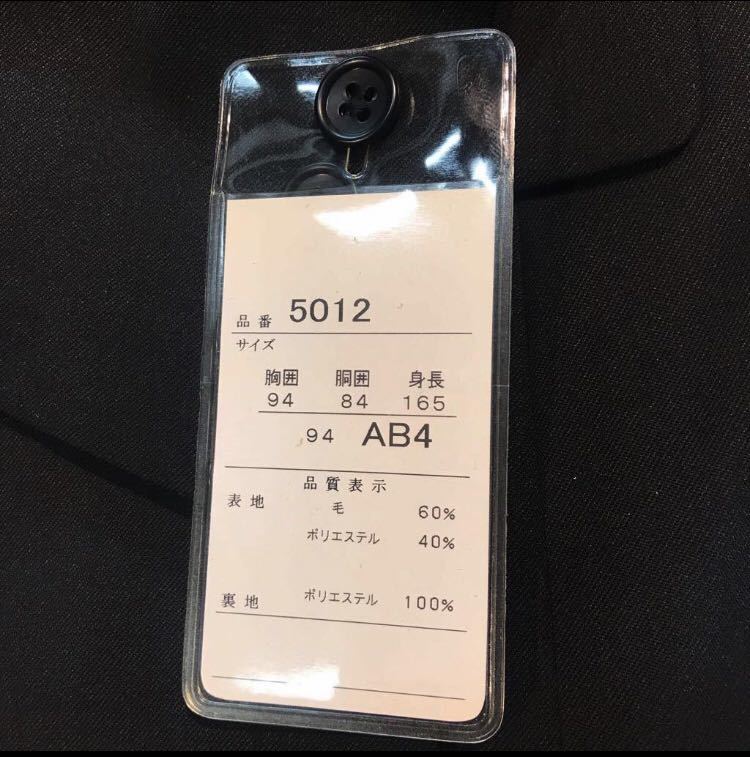 品番 5012
サイズ
胸囲 胴囲 身長
94 84 165
94 AB4
品質表示
表地 毛 60%
ポリエステル 40%
裏地 ポリエステル 100%